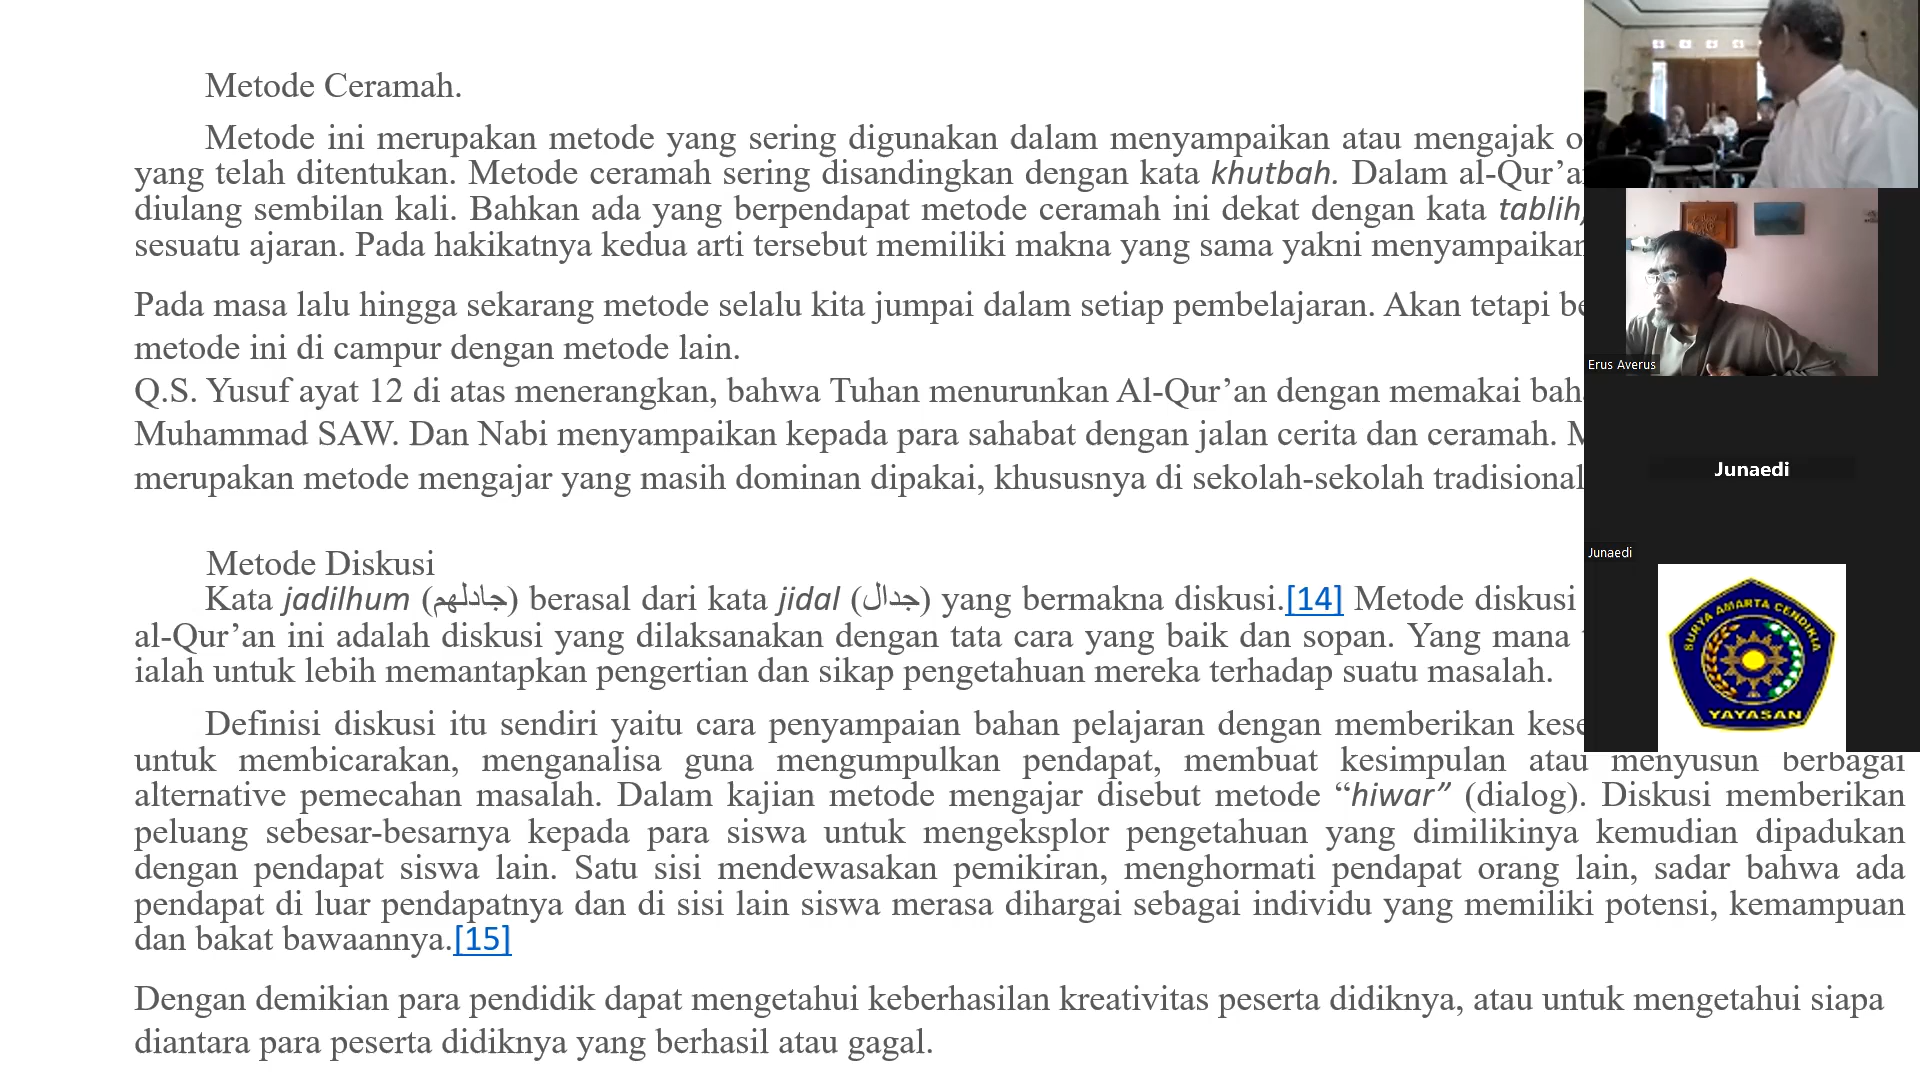 Metode Ceramah.
Metode ini merupakan metode yang sering digunakan dalam menyampaikan atau mengajak
yang telah ditentukan. Metode ceramah sering disandingkan dengan kata khutbah. Dalam
diulang sembilan kali. Bahkan ada yang berpendapat metode ceramah ini dekat dengan kata tablih,
sesuatu ajaran. Pada hakikatnya kedua arti tersebut memiliki makna yang sama yakni menyampaikan
Pada masa lalu hingga sekarang metode selalu kita jumpai dalam setiap pembelajaran. Akan tetapi
metode ini di campur dengan metode lain.
Q.S. Yusuf ayat 12 di atas menerangkan, bahwa Tuhan menurunkan Al-Qur’an dengan memakai
Muhammad SAW. Dan Nabi menyampaikan kepada para sahabat dengan jalan cerita dan ceramah.
merupakan metode mengajar yang masih dominan dipakai, khususnya di sekolah-sekolah tradisional
Metode Diskusi
Kata jadilhum (جادلهم) berasal dari kata jidal (جدال) yang bermakna diskusi.[14] Metode diskusi
al-Qur’an ini adalah diskusi yang dilaksanakan dengan tata cara yang baik dan sopan. Yang mana
ialah untuk lebih memantapkan pengertian dan sikap pengetahuan mereka terhadap suatu masalah.
Definisi diskusi itu sendiri yaitu cara penyampaian bahan pelajaran dengan memberikan
untuk membicarakan, menganalisa guna mengumpulkan pendapat, membuat kesimpulan atau menyusun berbagai
alternative pemecahan masalah. Dalam kajian metode mengajar disebut metode “hiwar” (dialog). Diskusi memberikan
peluang sebesar-besarnya kepada para siswa untuk mengeksplor pengetahuan yang dimilikinya kemudian dipadukan
dengan pendapat siswa lain. Satu sisi mendewasakan pemikiran, menghormati pendapat orang lain, sadar bahwa ada
pendapat di luar pendapatnya dan di sisi lain siswa merasa dihargai sebagai individu yang memiliki potensi, kemampuan
dan bakat bawaannya.[15]
Dengan demikian para pendidik dapat mengetahui keberhasilan kreativitas peserta didiknya, atau untuk mengetahui siapa
diantara para peserta didiknya yang berhasil atau gagal.
Erus Averus
Junaedi
Junaedi
SURYA AMARTA CENDIKIA
YAYASAN